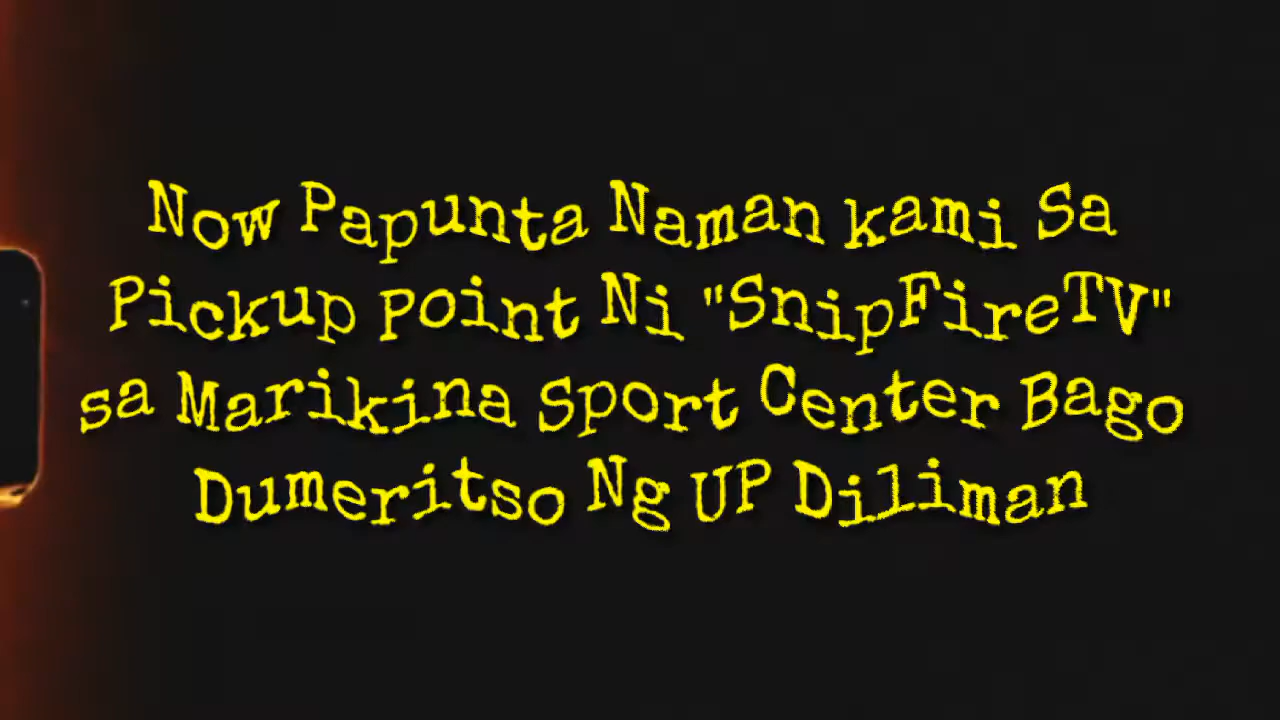 Now Papunta Naman kami Sa
Pickup Point Ni "SnipFireTV"
sa Marikina Sport Center Bago
Dumeritso Ng UP Diliman